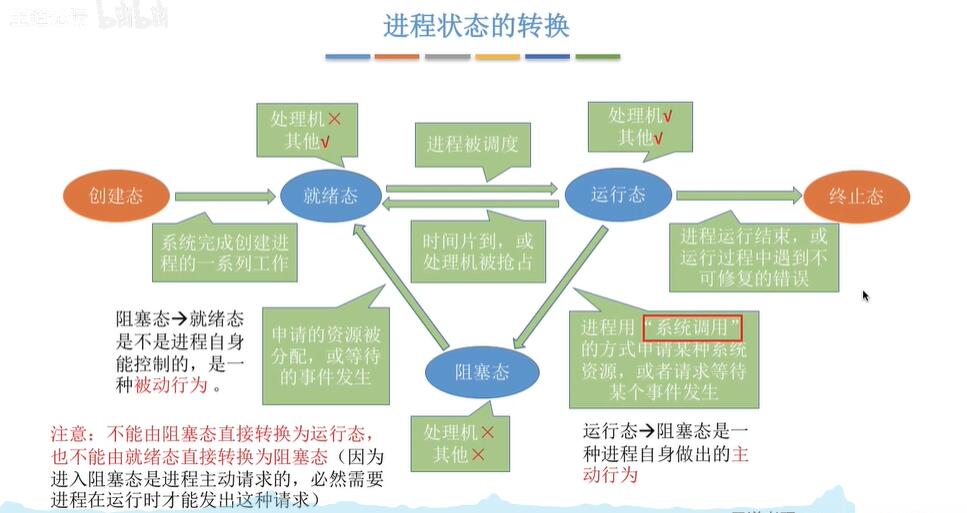 进程状态的转换
处理机×
其他√
进程被调度
处理机√
其他√
创建态
就绪态
运行态
终止态
系统完成创建进
程的一系列工作
时间片到，或
处理机被抢占
进程运行结束，或
运行过程中遇到不
可修复的错误
阻塞态→就绪态
是不是进程自身
能控制的，是一
种被动行为 。
申请的资源被
分配，或等待
的事件发生
阻塞态
进程用“系统调用”
的方式申请某种系统
资源，或者请求等待
某个事件发生
处理机×
其他×
运行态→阻塞态是一
种进程自身做出的主
动行为
注意：不能由阻塞态直接转换为运行态，
也不能由就绪态直接转换为阻塞态（因为
进入阻塞态是进程主动请求的，必然需要
进程在运行时才能发出这种请求）